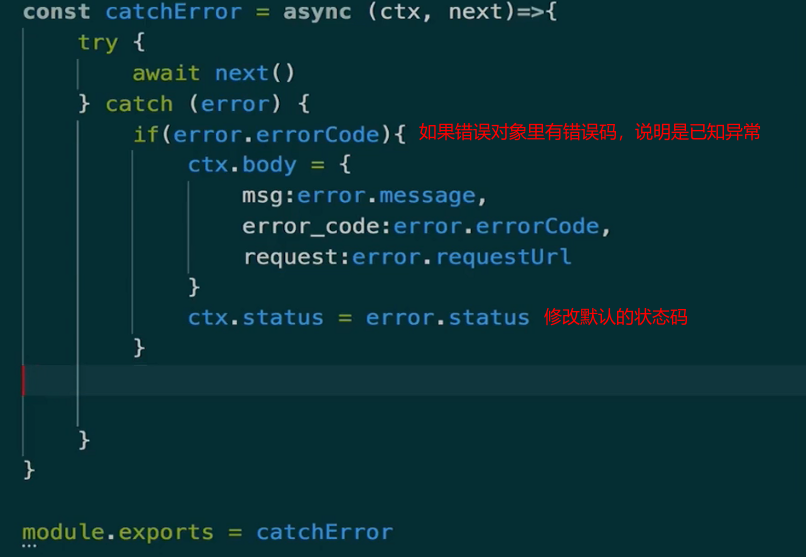 const catchError = async (ctx, next)=>{
try {
await next()
} catch (error) {
if(error.errorCode){ 如果错误对象里有错误码，说明是已知异常
ctx.body = {
msg:error.message,
error_code:error.errorCode,
request:error.requestUrl
}
ctx.status = error.status 修改默认的状态码
}
}
}
module.exports = catchError